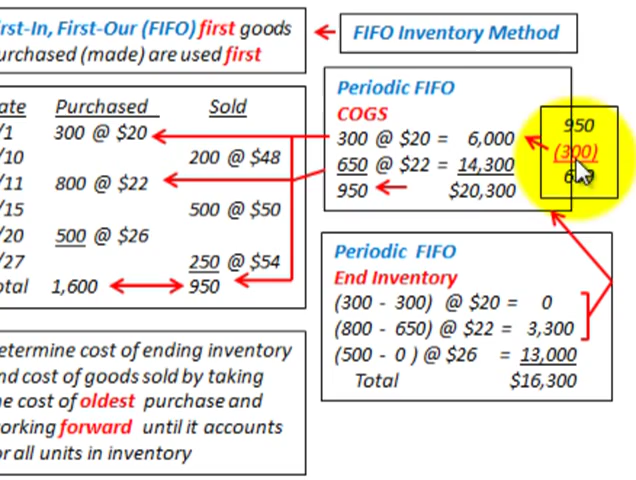 rst-In, First-Our (FIFO) first goods
urchased (made) are used first
FIFO Inventory Method
ate Purchased Sold
/1 300 @ $20
/10 200 @ $48
/11 800 @ $22
/15 500 @ $50
/20 500 @ $26
/27 250 @ $54
otal 1,600 950
Periodic FIFO
COGS
300 @ $20 = 6,000
650 @ $22 = 14,300
950 $20,300
950
(300)
Periodic FIFO
End Inventory
(300 - 300) @ $20 = 0
(800 - 650) @ $22 = 3,300
(500 - 0 ) @ $26 = 13,000
Total $16,300
etermine cost of ending inventory
nd cost of goods sold by taking
e cost of oldest purchase and
orking forward until it accounts
or all units in inventory